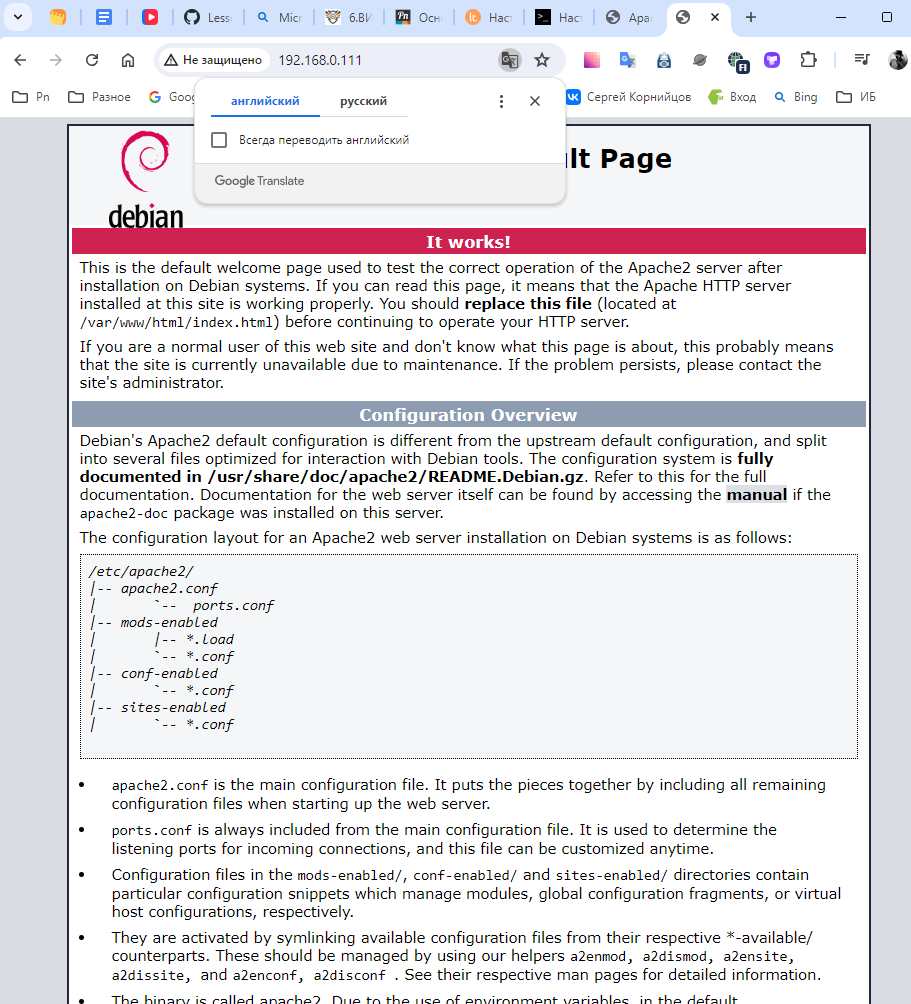 Less
Micr
6.ВИ
Pn
Осн
lt
Наст
>_
Наст
Apa
Не защищено
192.168.0.111
FI
Pn
Разное
Goo
VK
Сергей Корнийцов
Вход
Bing
ИБ
английский
русский
Всегда переводить английский
Google Translate
debian
lt Page
It works!
This is the default welcome page used to test the correct operation of the Apache2 server after
installation on Debian systems. If you can read this page, it means that the Apache HTTP server
installed at this site is working properly. You should replace this file (located at
/var/www/html/index.html) before continuing to operate your HTTP server.
If you are a normal user of this web site and don't know what this page is about, this probably means
that the site is currently unavailable due to maintenance. If the problem persists, please contact the
site's administrator.
Configuration Overview
Debian's Apache2 default configuration is different from the upstream default configuration, and split
into several files optimized for interaction with Debian tools. The configuration system is fully
documented in /usr/share/doc/apache2/README.Debian.gz. Refer to this for the full
documentation. Documentation for the web server itself can be found by accessing the manual if the
apache2-doc package was installed on this server.
The configuration layout for an Apache2 web server installation on Debian systems is as follows:
/etc/apache2/
|-- apache2.conf
|       `--  ports.conf
|-- mods-enabled
|       |-- *.load
|       `-- *.conf
|-- conf-enabled
|       `-- *.conf
|-- sites-enabled
|       `-- *.conf
• apache2.conf is the main configuration file. It puts the pieces together by including all remaining
configuration files when starting up the web server.
• ports.conf is always included from the main configuration file. It is used to determine the
listening ports for incoming connections, and this file can be customized anytime.
• Configuration files in the mods-enabled/, conf-enabled/ and sites-enabled/ directories contain
particular configuration snippets which manage modules, global configuration fragments, or virtual
host configurations, respectively.
• They are activated by symlinking available configuration files from their respective *-available/
counterparts. These should be managed by using our helpers a2enmod, a2dismod, a2ensite,
a2dissite, and a2enconf, a2disconf . See their respective man pages for detailed information.
• The binary is called apache2. Due to the use of environment variables, in the default